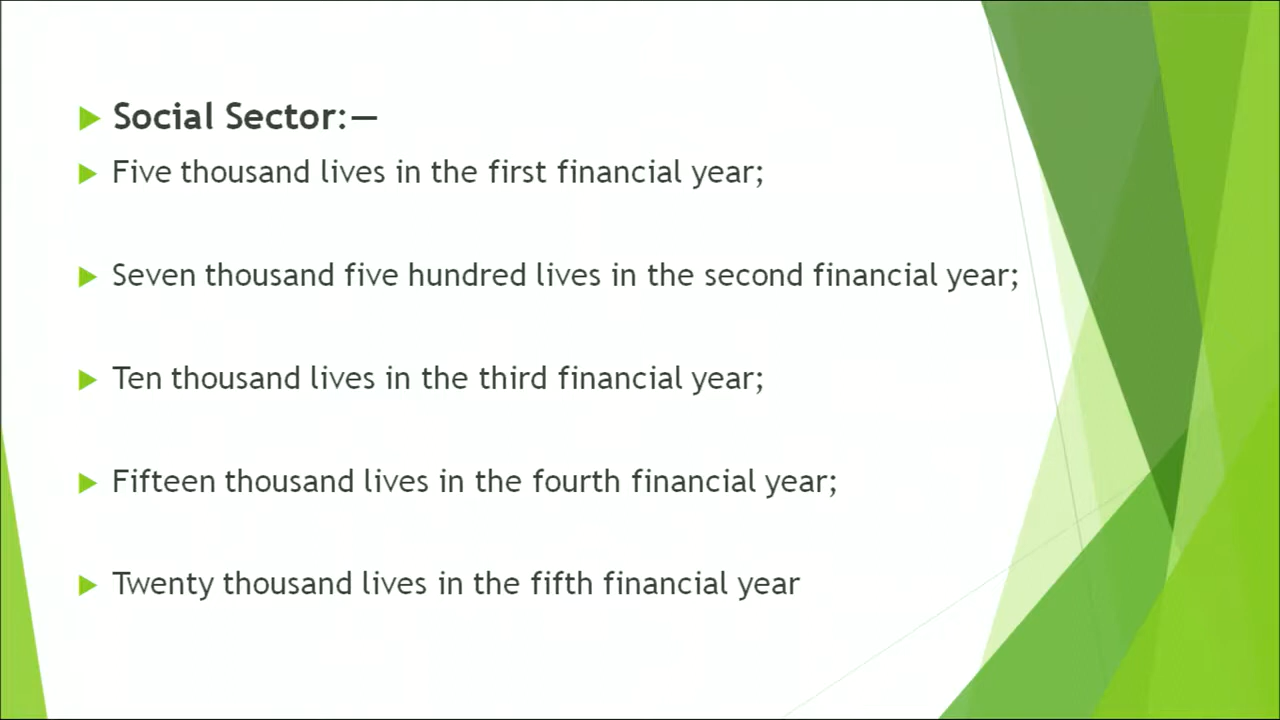 Social Sector:—
Five thousand lives in the first financial year;
Seven thousand five hundred lives in the second financial year;
Ten thousand lives in the third financial year;
Fifteen thousand lives in the fourth financial year;
Twenty thousand lives in the fifth financial year